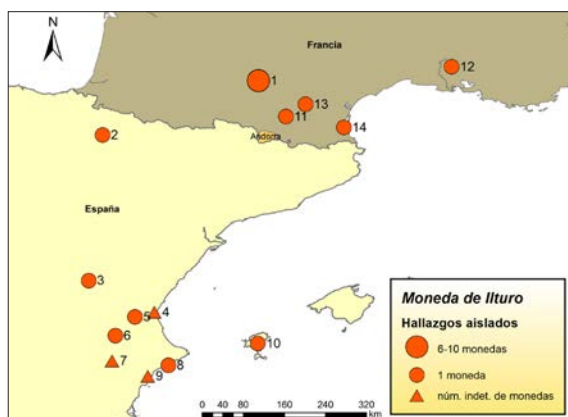 N
Francia
1
12
13
11
14
2
Andorra
España
3
5
4
6
7
8
9
10
Moneda de Ilturo
Hallazgos aislados
6-10 monedas
1 moneda
núm. indet. de monedas
0 40 80 160 240 320
km